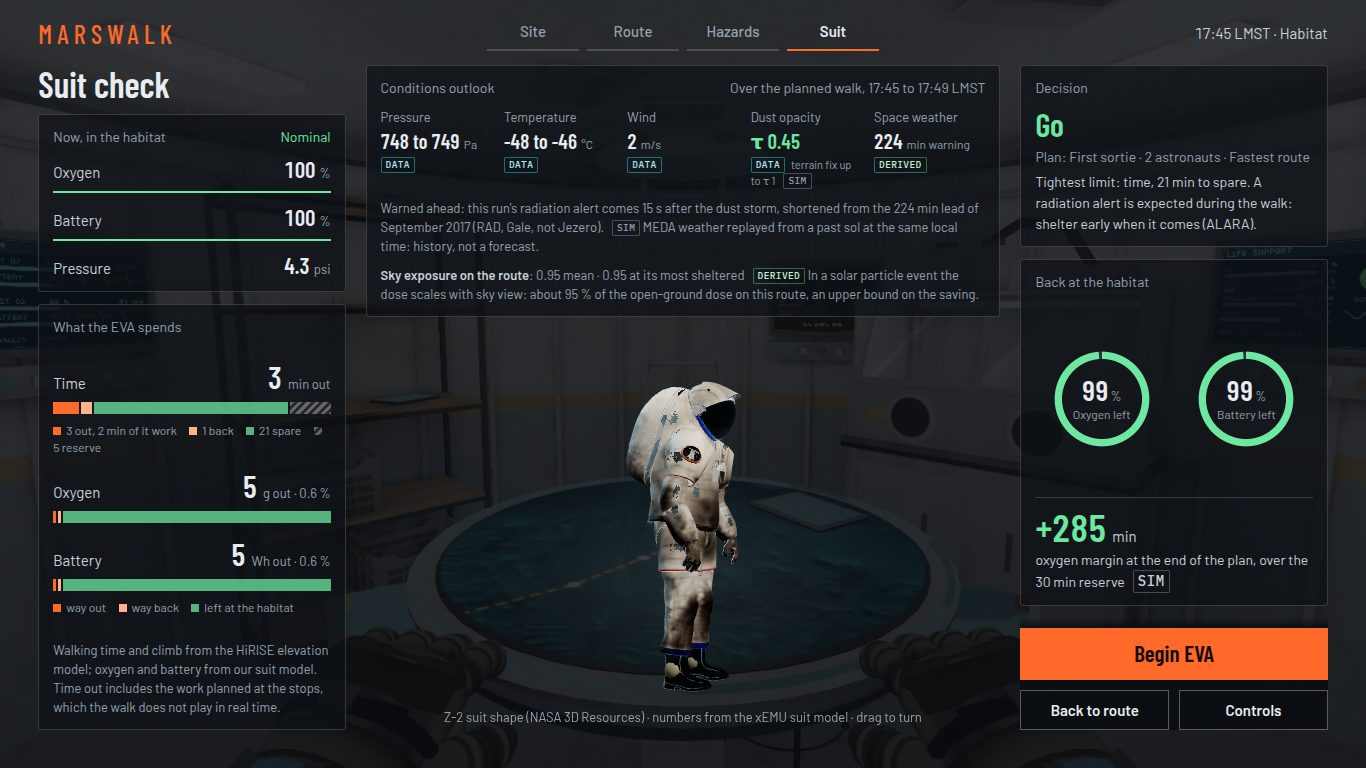 MARSWALK
Site
Route
Hazards
Suit
17:45 LMST · Habitat
Suit check
Now, in the habitat
Nominal
Oxygen
100 %
Battery
100 %
Pressure
4.3 psi
What the EVA spends
Time
3 min out
3 out, 2 min of it work 1 back 21 spare
5 reserve
Oxygen
5 g out · 0.6 %
Battery
5 Wh out · 0.6 %
way out way back left at the habitat
Walking time and climb from the HiRISE elevation
model; oxygen and battery from our suit model.
Time out includes the work planned at the stops,
which the walk does not play in real time.
Conditions outlook
Over the planned walk, 17:45 to 17:49 LMST
Pressure
748 to 749 Pa
DATA
Temperature
-48 to -46 °C
DATA
Wind
2 m/s
DATA
Dust opacity
τ 0.45
DATA terrain fix up
to τ 1 SIM
Space weather
224 min warning
DERIVED
Warned ahead: this run's radiation alert comes 15 s after the dust storm, shortened from the 224 min lead of
September 2017 (RAD, Gale, not Jezero). SIM MEDA weather replayed from a past sol at the same local
time: history, not a forecast.
Sky exposure on the route: 0.95 mean · 0.95 at its most sheltered DERIVED In a solar particle event the
dose scales with sky view: about 95 % of the open-ground dose on this route, an upper bound on the saving.
Z-2 suit shape (NASA 3D Resources) · numbers from the xEMU suit model · drag to turn
Decision
Go
Plan: First sortie · 2 astronauts · Fastest route
Tightest limit: time, 21 min to spare. A
radiation alert is expected during the walk:
shelter early when it comes (ALARA).
LIFE SUPPORT
Back at the habitat
99 %
Oxygen left
99 %
Battery left
+285 min
oxygen margin at the end of the plan, over the
30 min reserve SIM
Begin EVA
Back to route
Controls